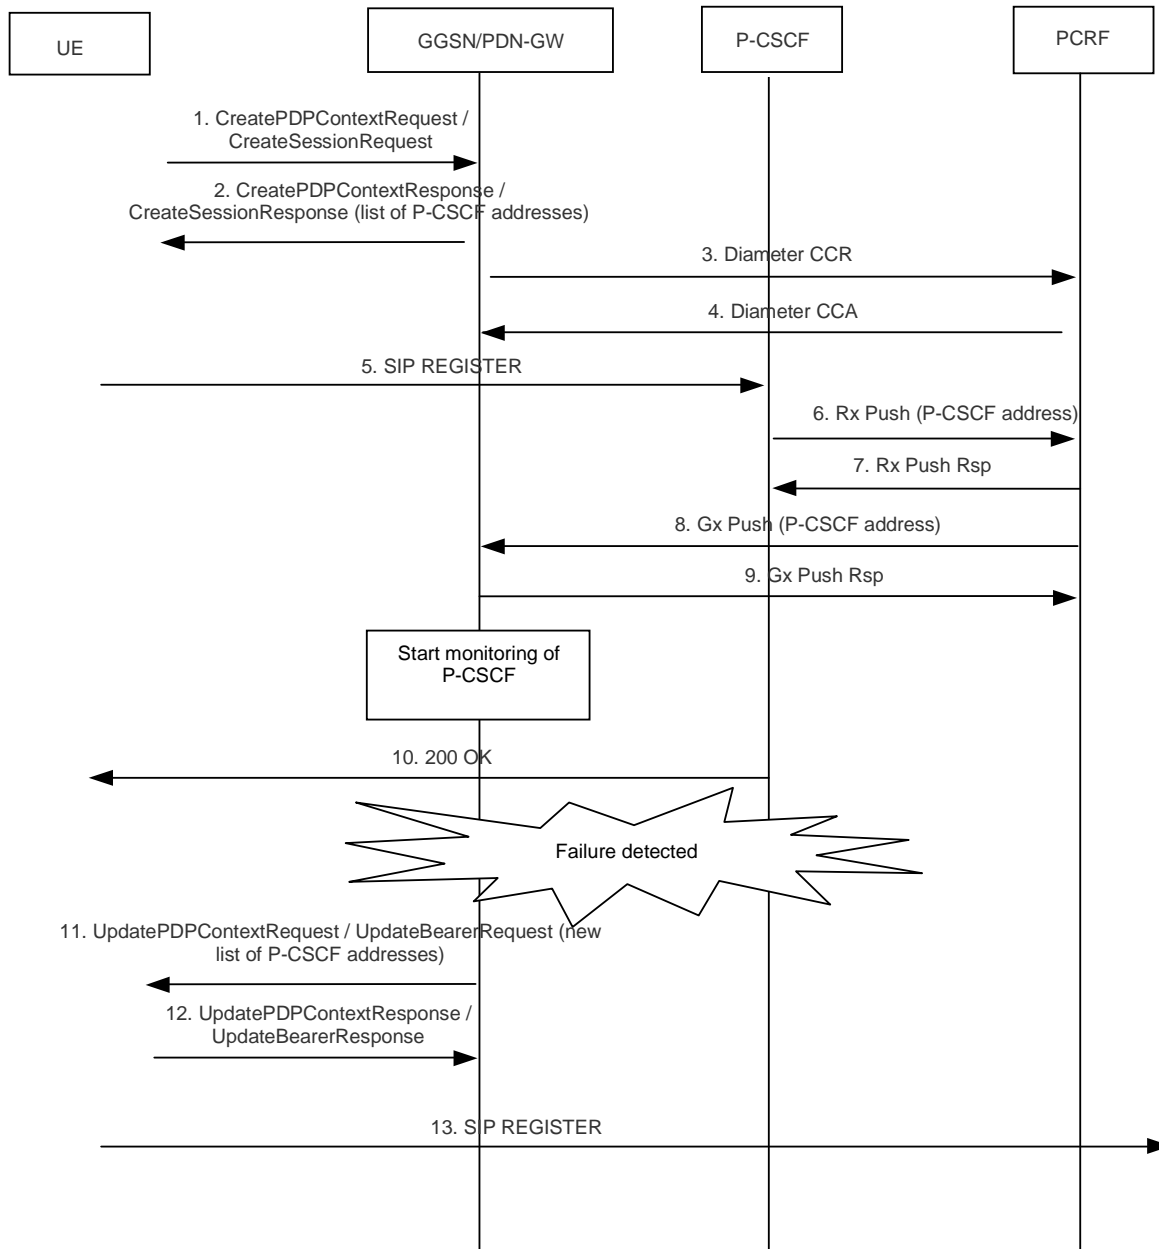 UE
GGSN/PDN-GW
P-CSCF
PCRF
1. CreatePDPContextRequest /
CreateSessionRequest
2. CreatePDPContextResponse /
CreateSessionResponse (list of P-CSCF addresses)
3. Diameter CCR
4. Diameter CCA
5. SIP REGISTER
6. Rx Push (P-CSCF address)
7. Rx Push Rsp
8. Gx Push (P-CSCF address)
9. Gx Push Rsp
Start monitoring of
P-CSCF
10. 200 OK
Failure detected
11. UpdatePDPContextRequest / UpdateBearerRequest (new
list of P-CSCF addresses)
12. UpdatePDPContextResponse /
UpdateBearerResponse
13. SIP REGISTER